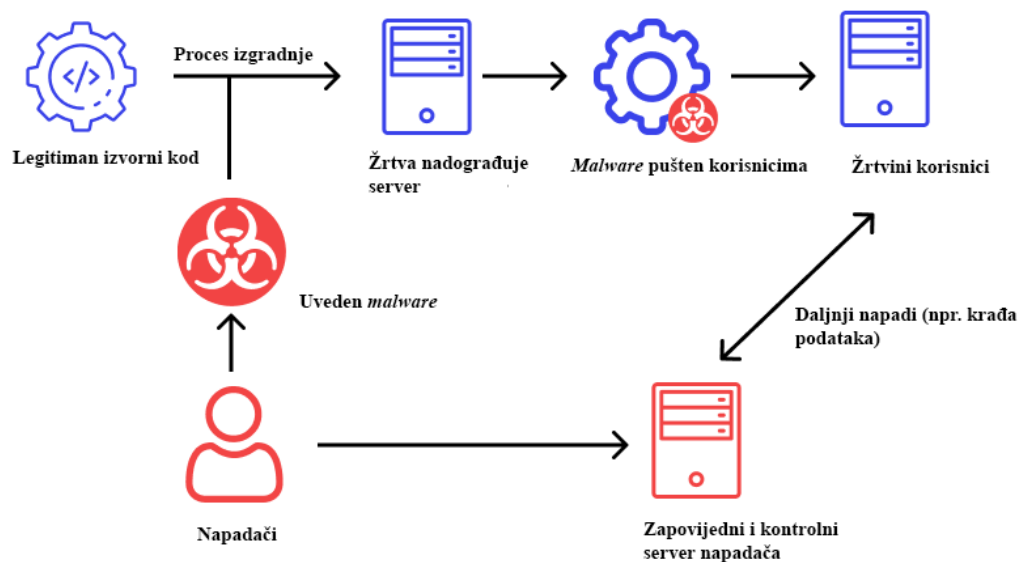 Proces izgradnje
Legitiman izvorni kod
Žrtva nadograđuje
server
Malware pušten korisnicima
Žrtvini korisnici
Uveden malware
Daljnji napadi (npr. krađa
podataka)
Napadači
Zapovijedni i kontrolni
server napadača